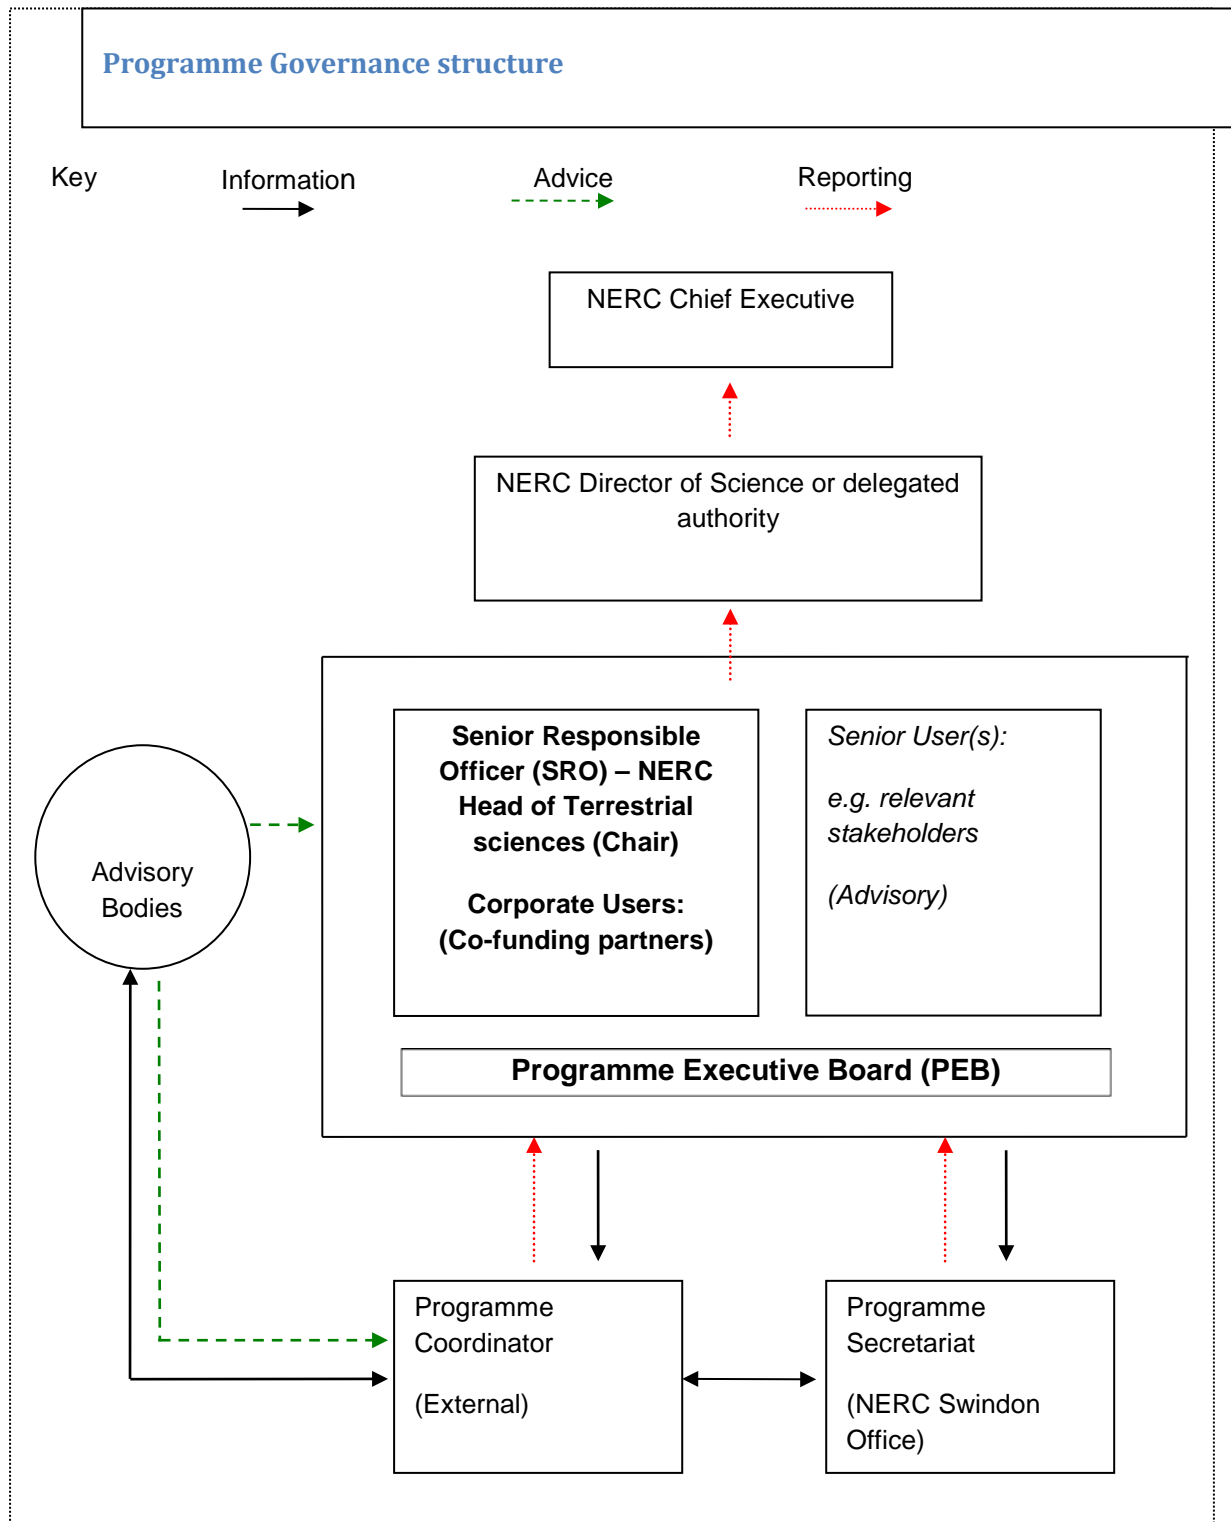 Programme Governance structure
Key
Information
Advice
Reporting
NERC Chief Executive
NERC Director of Science or delegated
authority
Senior Responsible
Officer (SRO) – NERC
Head of Terrestrial
sciences (Chair)
Corporate Users:
(Co-funding partners)
Senior User(s):
e.g. relevant
stakeholders
(Advisory)
Advisory
Bodies
Programme Executive Board (PEB)
Programme
Coordinator
(External)
Programme
Secretariat
(NERC Swindon
Office)